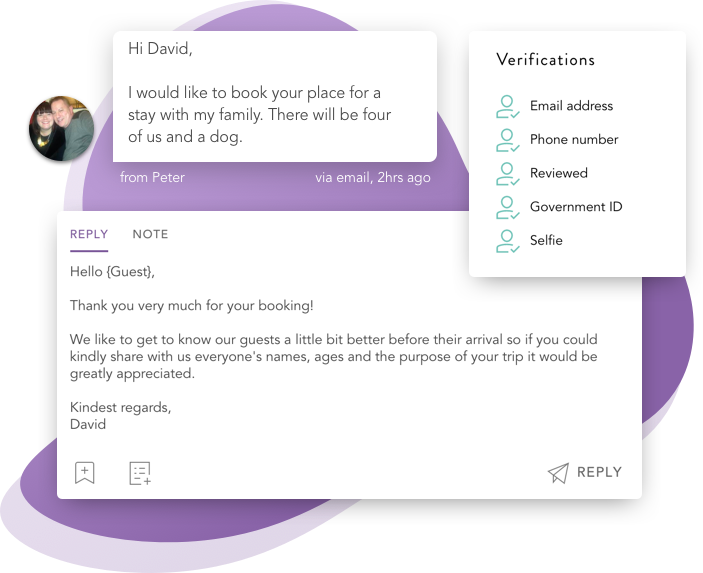 Hi David,
I would like to book your place for a
stay with my family. There will be four
of us and a dog.
from Peter
via email, 2hrs ago
Verifications
Email address
Phone number
Reviewed
Government ID
Selfie
REPLY
NOTE
Hello {Guest},
Thank you very much for your booking!
We like to get to know our guests a little bit better before their arrival so if you could
kindly share with us everyone's names, ages and the purpose of your trip it would be
greatly appreciated.
Kindest regards,
David
REPLY